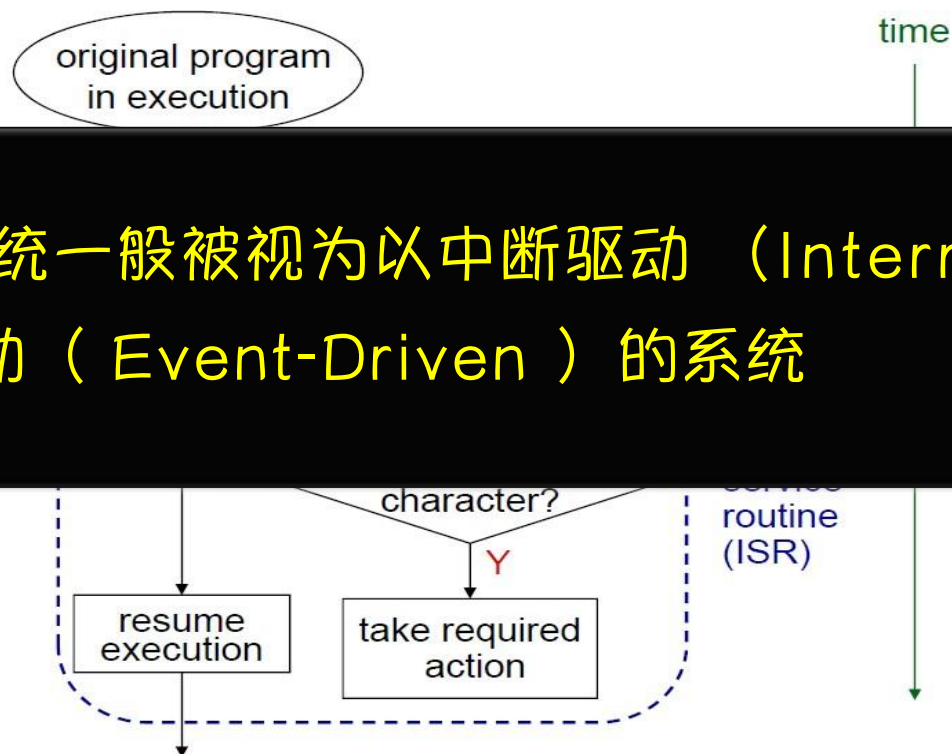 original program
in execution
time
统一般被视为以中断驱动 （Interr
动（ Event-Driven ）的系统
character?
service
routine
(ISR)
Y
resume
execution
take required
action